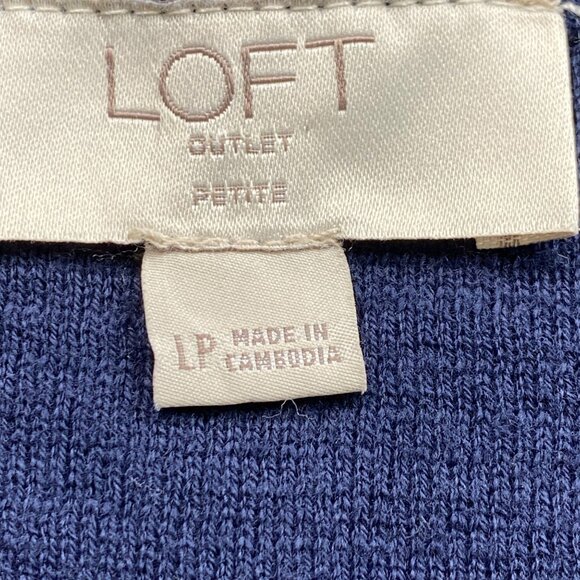 LOFT
OUTLET
PETITE
LP MADE IN
CAMBODIA